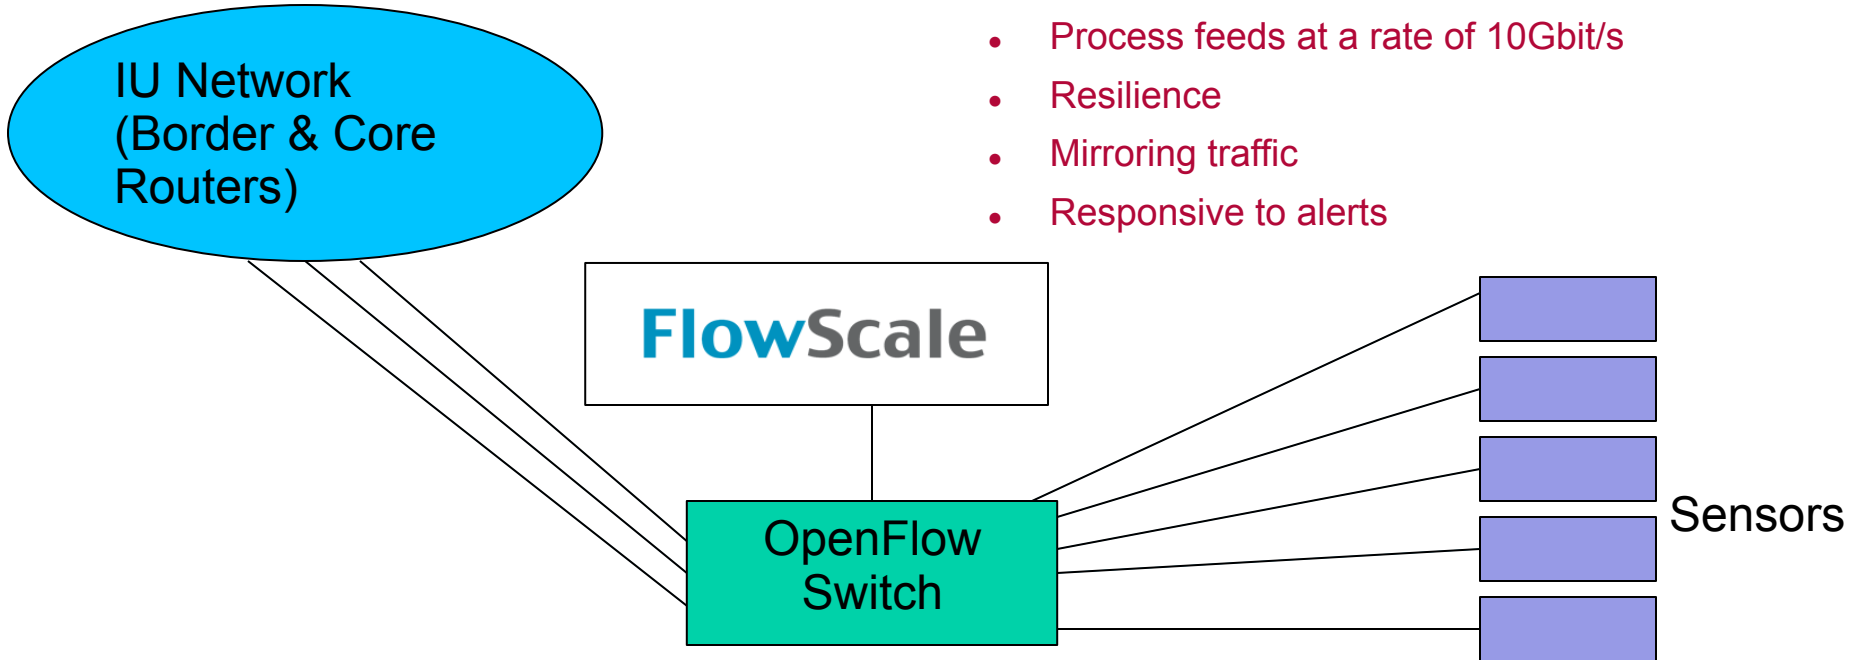 IU Network
(Border & Core
Routers)
• Process feeds at a rate of 10Gbit/s
• Resilience
• Mirroring traffic
• Responsive to alerts
FlowScale
OpenFlow
Switch
Sensors